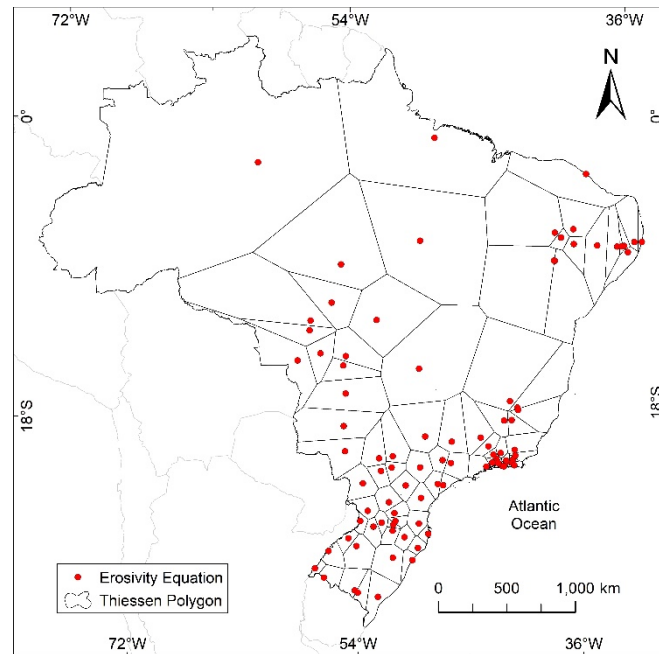 72°W 54°W 36°W
N
0° 0°
18°S 18°S
Atlantic
Ocean
Erosivity Equation
Thiessen Polygon
0 500 1,000 km
72°W 54°W 36°W